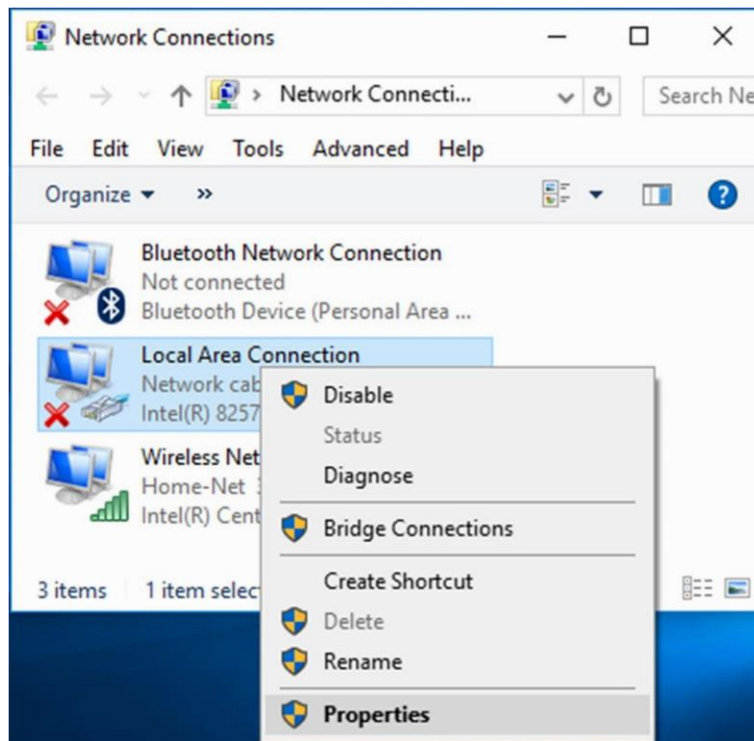 Network Connections
Network Connecti...
Search Ne
File Edit View Tools Advanced Help
Organize »
Bluetooth Network Connection
Not connected
Bluetooth Device (Personal Area ...
Local Area Connection
Network cab
Intel(R) 8257
Wireless Net
Home-Net
Intel(R) Cent
Disable
Status
Diagnose
Bridge Connections
Create Shortcut
Delete
Rename
Properties
3 items 1 item selec